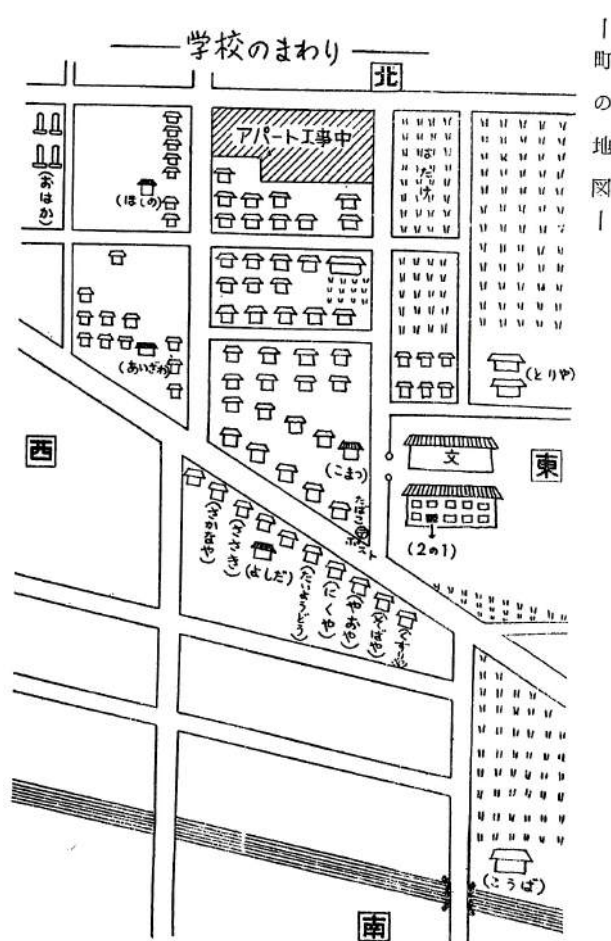 ー町の地図ー
学校のまわり
北
アパート工事中
はたけ
(おはか)
(ほしの)
(あいざわ)
(とりや)
西
東
文
(こまつ)
たばこ
ポスト
(2の1)
(さかなや)
(ささき)
(よしだ)
(たいようどう)
(にくや)
(やおや)
(そばや)
(くすりや)
(こうば)
南